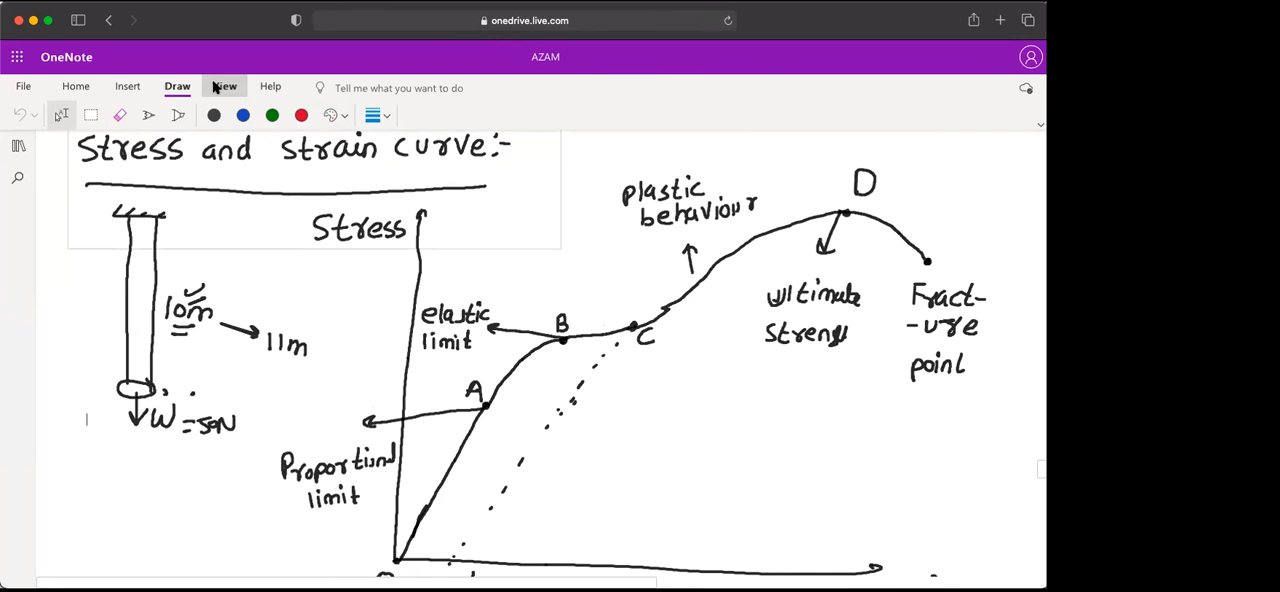 onedrive.live.com
OneNote
AZAM
File
Home
Insert
Draw
View
Help
Tell me what you want to do
Stress and strain curve:-
Stress
plastic
behaviour
D
10m
11m
elastic
limit
B
C
ultimate
Fract-
-ure
point
A
W =50N
Proportional
limit